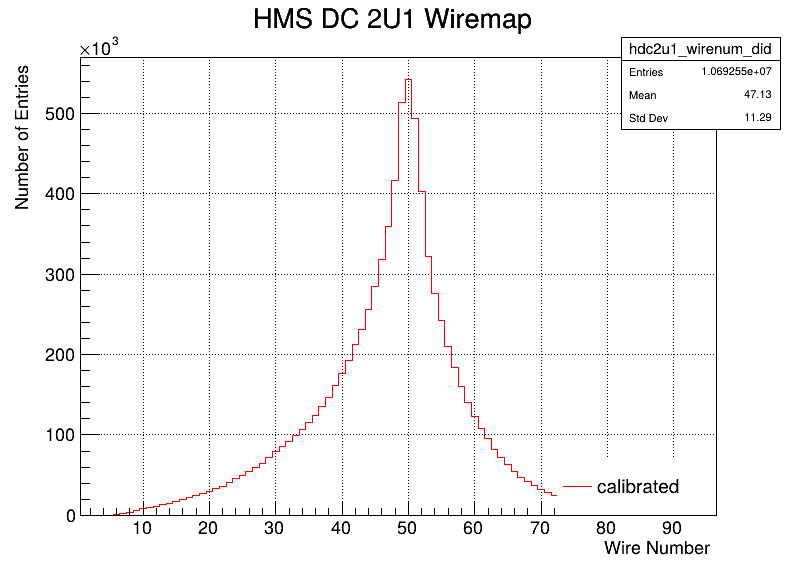 HMS DC 2U1 Wiremap
×10³
hdc2u1_wirenum_did
Entries 1.069255e+07
Mean 47.13
Std Dev 11.29
Number of Entries
500
400
300
200
100
0
calibrated
10 20 30 40 50 60 70 80 90
Wire Number